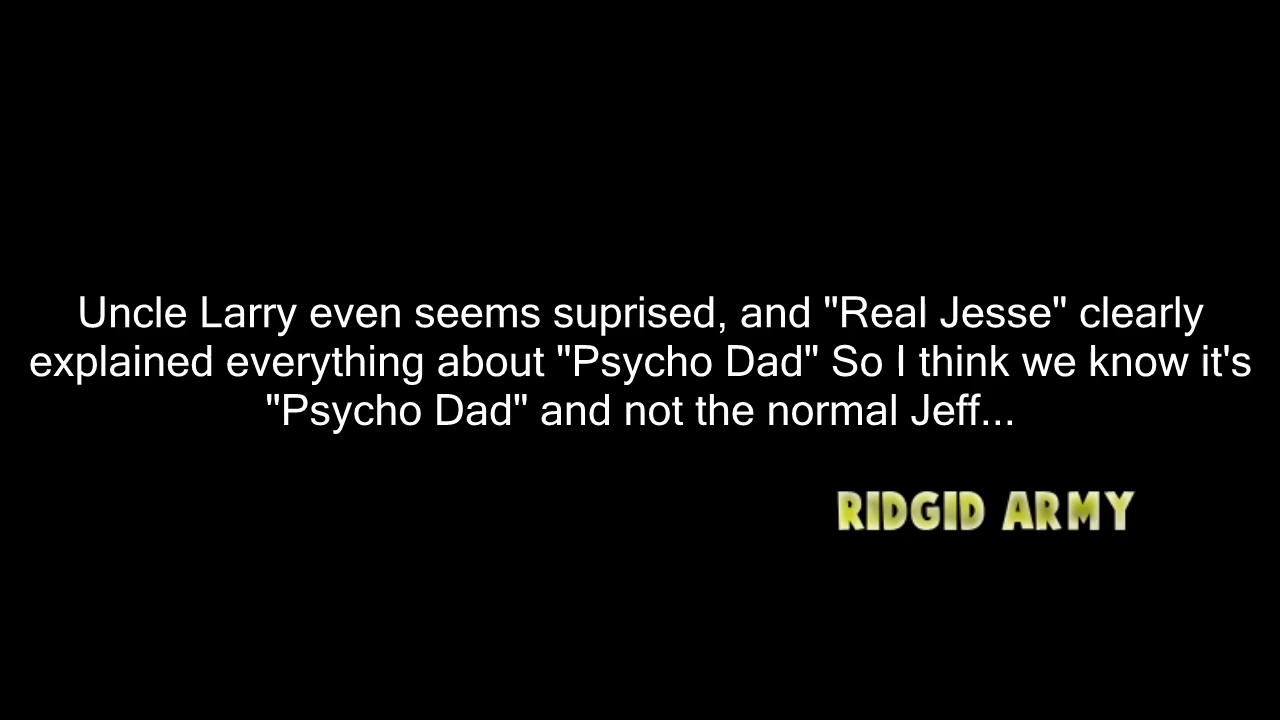 Uncle Larry even seems suprised, and "Real Jesse" clearly
explained everything about "Psycho Dad" So I think we know it's
"Psycho Dad" and not the normal Jeff...
RIDGID ARMY